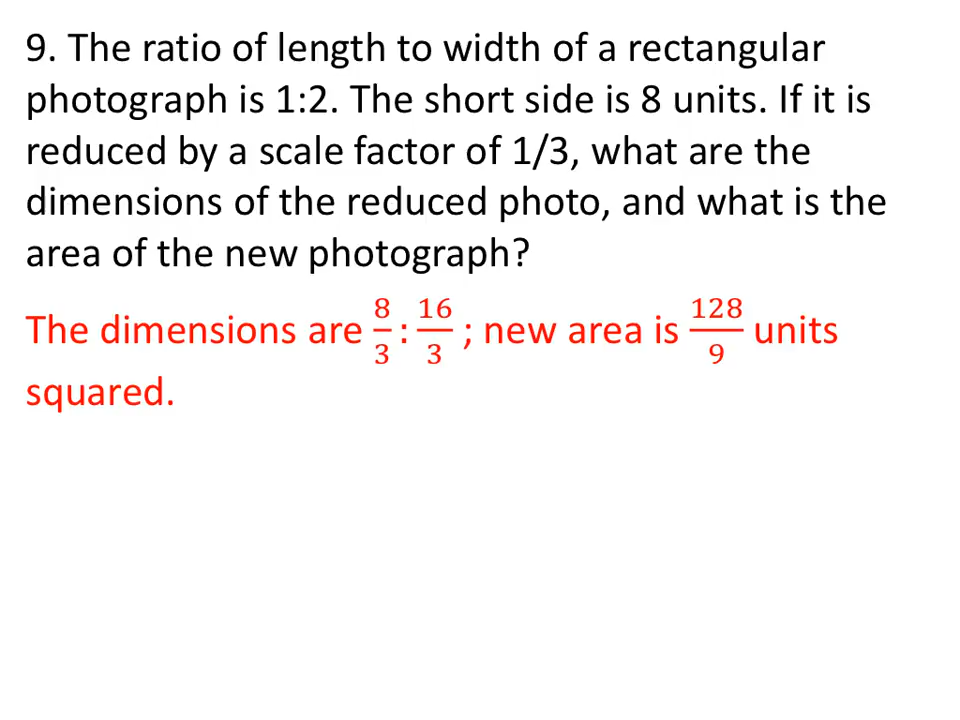 9. The ratio of length to width of a rectangular
photograph is 1:2. The short side is 8 units. If it is
reduced by a scale factor of 1/3, what are the
dimensions of the reduced photo, and what is the
area of the new photograph?
The dimensions are 8/3 : 16/3 ; new area is 128/9 units
squared.